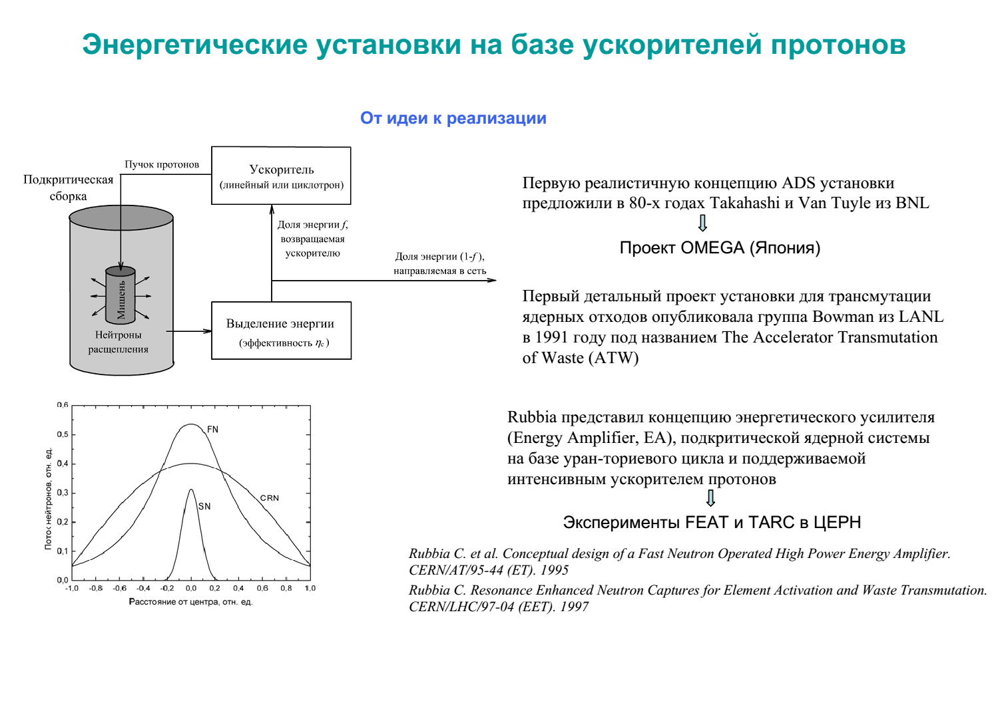 Энергетические установки на базе ускорителей протонов
От идеи к реализации
Пучок протонов
Подкритическая
сборка
Ускоритель
(линейный или циклотрон)
Доля энергии f,
возвращаемая
ускорителю
Доля энергии (1-f),
направляемая в сеть
Мишень
Нейтроны
расщепления
Выделение энергии
(эффективность ηc)
Первую реалистичную концепцию ADS установки
предложили в 80-х годах Takahashi и Van Tuyle из BNL
Проект OMEGA (Япония)
Первый детальный проект установки для трансмутации
ядерных отходов опубликовала группа Bowman из LANL
в 1991 году под названием The Accelerator Transmutation
of Waste (ATW)
Rubbia представил концепцию энергетического усилителя
(Energy Amplifier, EA), подкритической ядерной системы
на базе уран-ториевого цикла и поддерживаемой
интенсивным ускорителем протонов
Эксперименты FEAT и TARC в ЦЕРН
Rubbia C. et al. Conceptual design of a Fast Neutron Operated High Power Energy Amplifier.
CERN/AT/95-44 (ET). 1995
Rubbia C. Resonance Enhanced Neutron Captures for Element Activation and Waste Transmutation.
CERN/LHC/97-04 (EET). 1997
Поток нейтронов, отн. ед.
0,6
0,5
0,4
0,3
0,2
0,1
0,0
FN
CRN
SN
-1,0 -0,8 -0,6 -0,4 -0,2 0,0 0,2 0,4 0,6 0,8 1,0
Расстояние от центра, отн. ед.